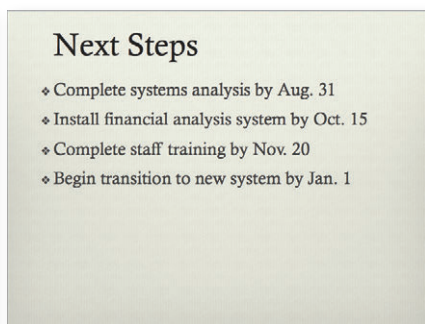 Next Steps
❖ Complete systems analysis by Aug. 31
❖ Install financial analysis system by Oct. 15
❖ Complete staff training by Nov. 20
❖ Begin transition to new system by Jan. 1